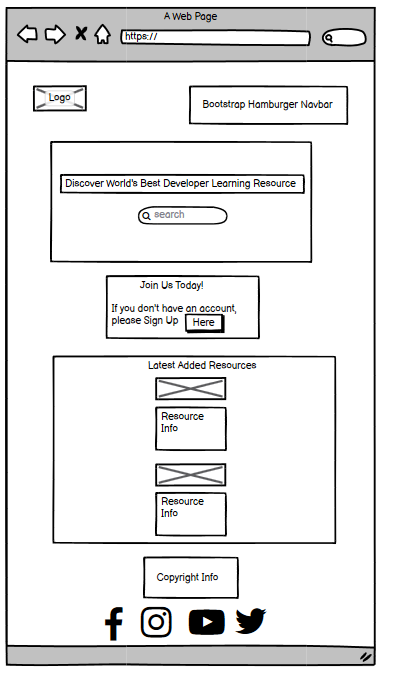 A Web Page
https://
Logo
Bootstrap Hamburger Navbar
Discover World's Best Developer Learning Resource
search
Join Us Today!
If you don't have an account,
please Sign Up Here
Latest Added Resources
Resource
Info
Resource
Info
Copyright Info